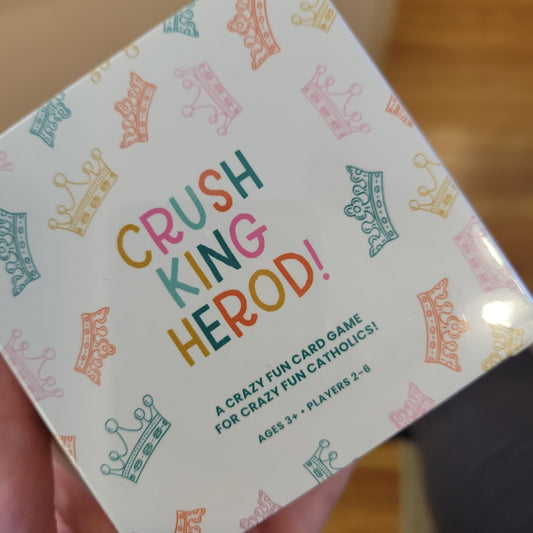 CRUSH
KING
HEROD!
A CRAZY FUN CARD GAME
FOR CRAZY FUN CATHOLICS!
AGES 3+ • PLAYERS 2-6